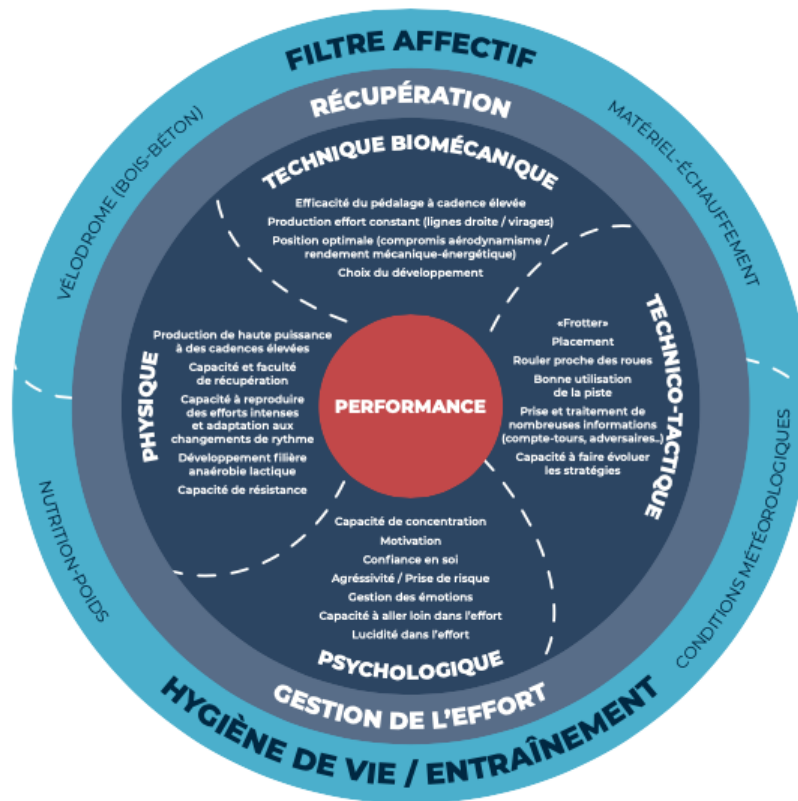 FILTRE AFFECTIF
RÉCUPÉRATION
VÉLODROME (BOIS-BÉTON)
MATÉRIEL-ÉCHAUFFEMENT
TECHNIQUE BIOMÉCANIQUE
Efficacité du pédalage à cadence élevée
Production effort constant (lignes droite / virages)
Position optimale (compromis aérodynamisme /
rendement mécanique-énergétique)
Choix du développement
PHYSIQUE
Production de haute puissance
à des cadences élevées
Capacité et faculté
de récupération
Capacité à reproduire
des efforts intenses
et adaptation aux
changements de rythme
Développement filière
anaérobie lactique
Capacité de résistance
PERFORMANCE
TECHNICO-TACTIQUE
«Frotter»
Placement
Rouler proche des roues
Bonne utilisation
de la piste
Prise et traitement de
nombreuses informations
(compte-tours, adversaires..)
Capacité à faire évoluer
les stratégies
Capacité de concentration
Motivation
Confiance en soi
Agréssivité / Prise de risque
Gestion des émotions
Capacité à aller loin dans l'effort
Lucidité dans l'effort
PSYCHOLOGIQUE
NUTRITION-POIDS
CONDITIONS MÉTÉOROLOGIQUES
GESTION DE L'EFFORT
HYGIÈNE DE VIE / ENTRAÎNEMENT